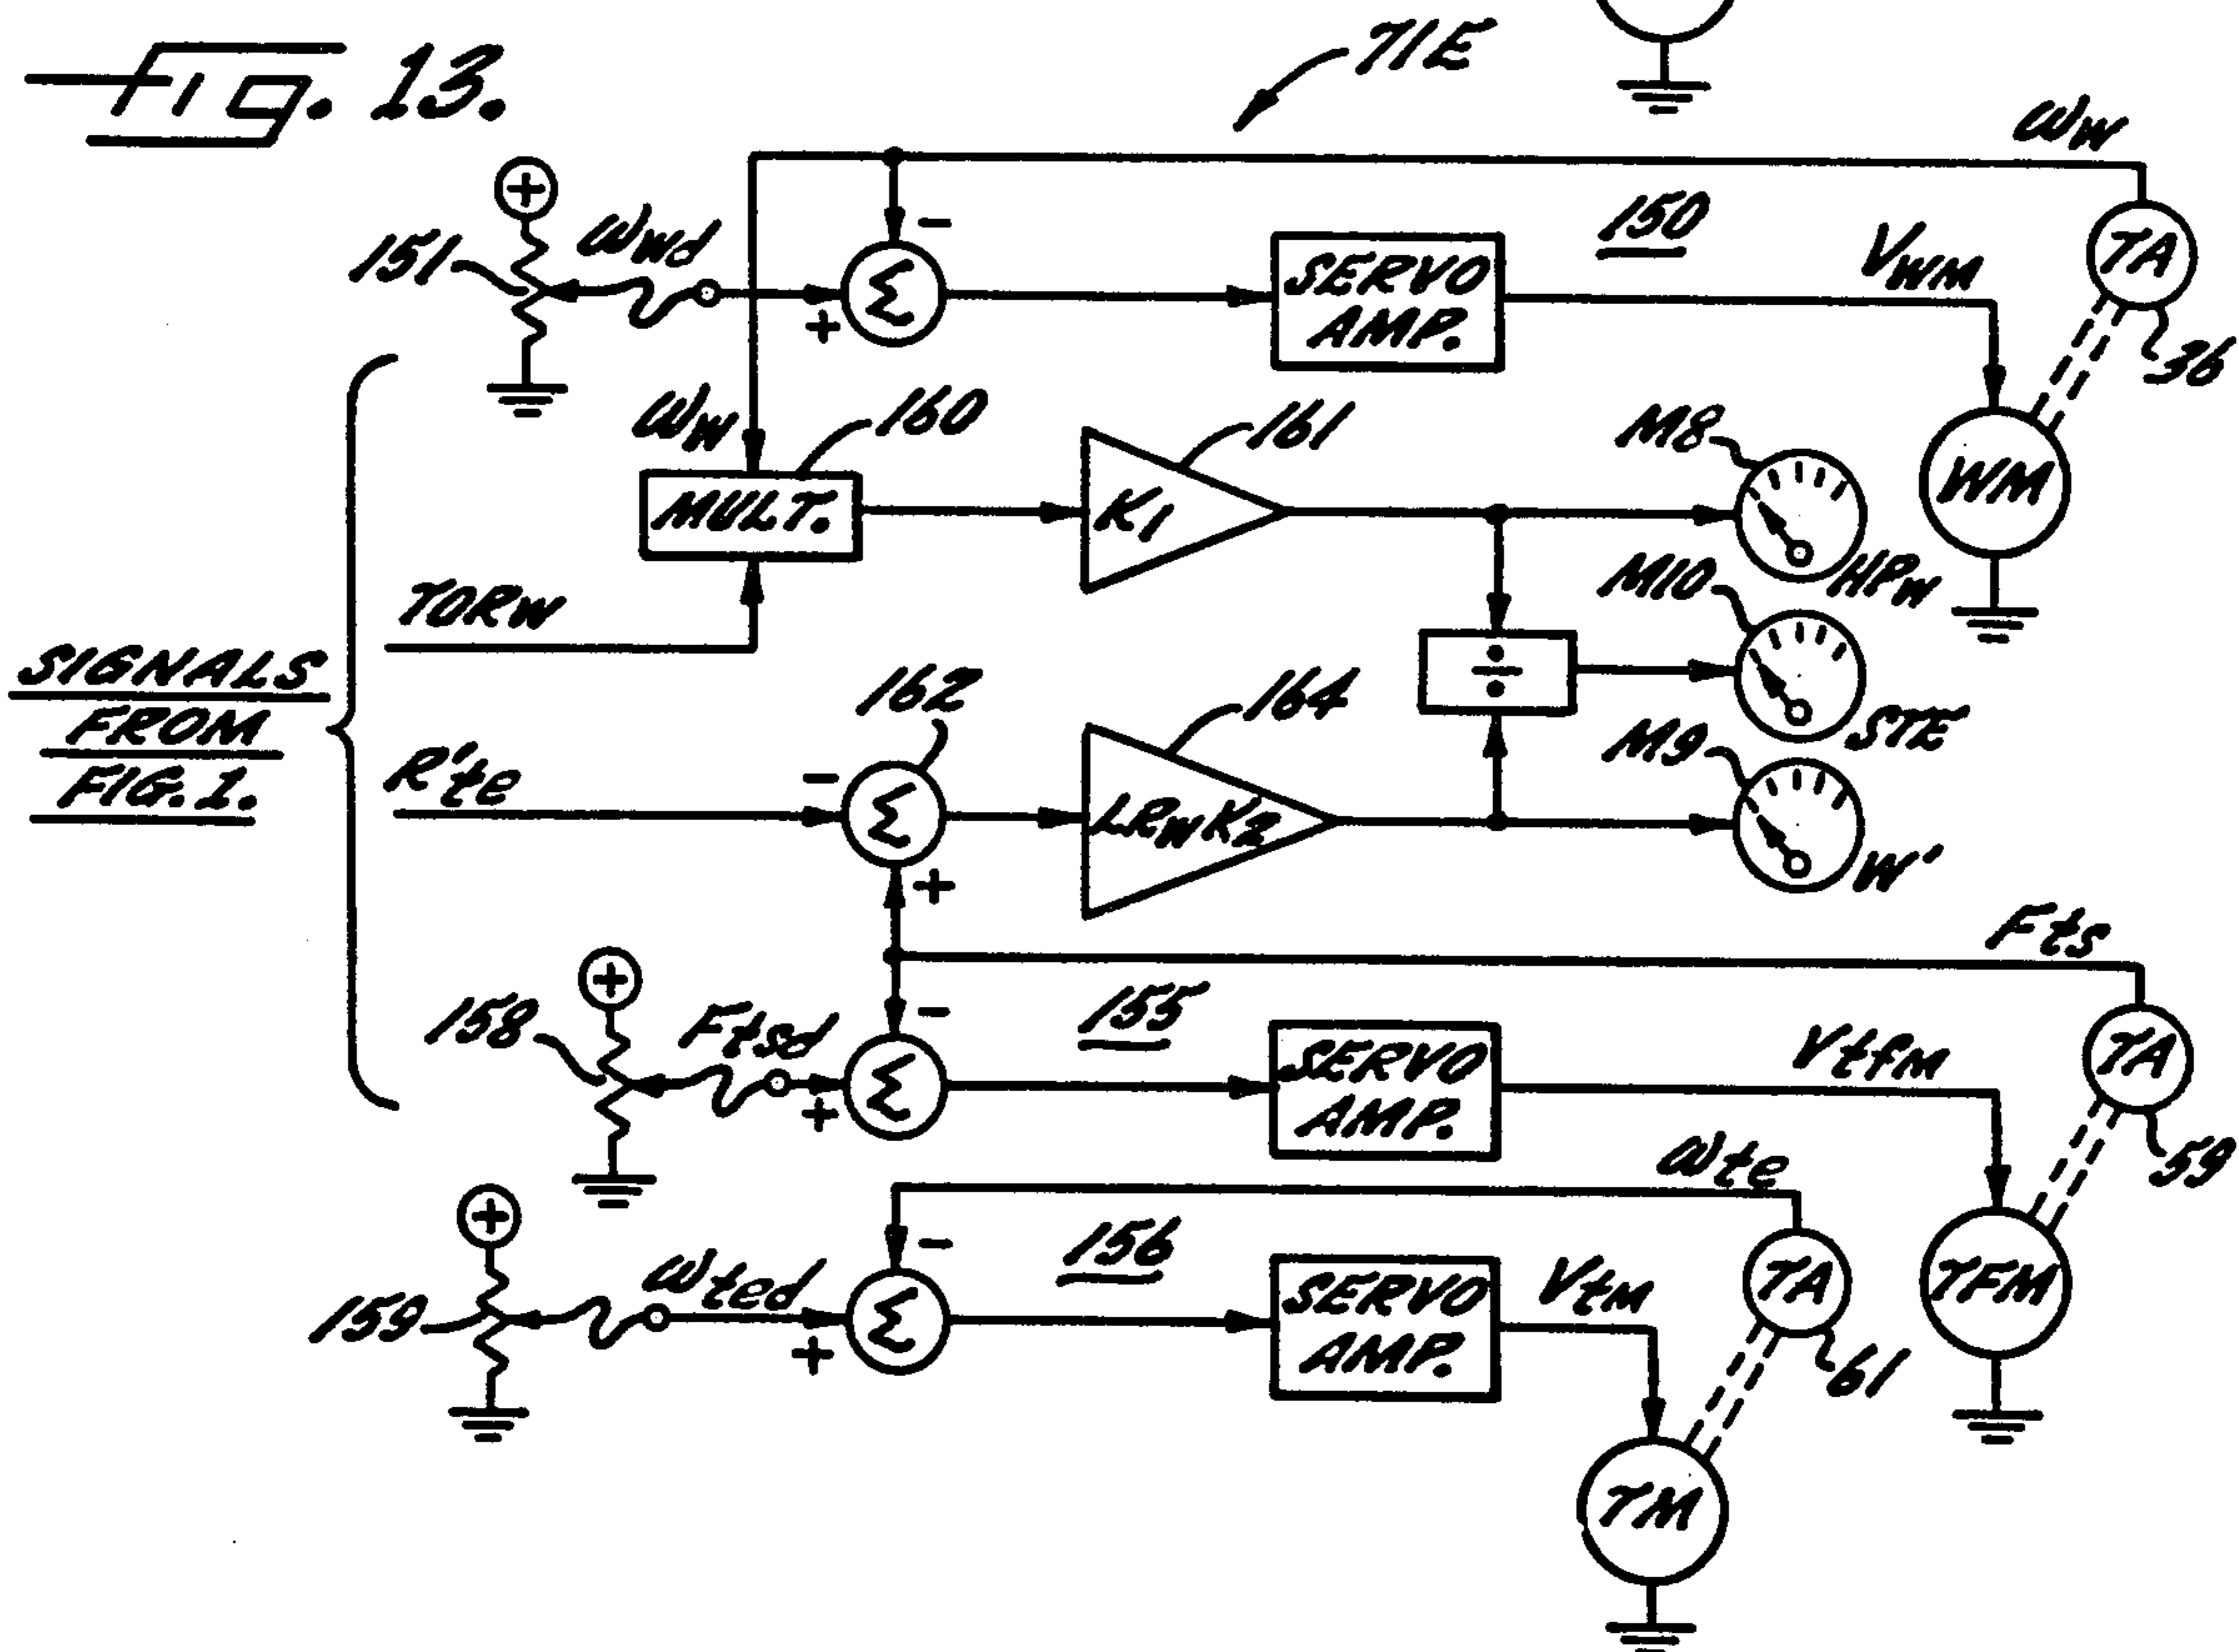 Fig. 13.
71E
ωw
+
151
ωwd
-
+
Σ
SERVO
AMP.
150
VWM
TA
36
ωw
160
MULT.
161
K1
M8
HPw
WM
TORW
SIGNALS
FROM
FIG. 1.
162
164
÷
M10
STE
R'te
-
Σ
+
LRwK2
M9
W'
Fts
+
158
Ftsd
-
+
Σ
155
SERVO
AMP.
Vtfm
TA
59
ωte
+
159
ωted
-
+
Σ
156
SERVO
AMP.
Vtm
TA
61
TFM
TM